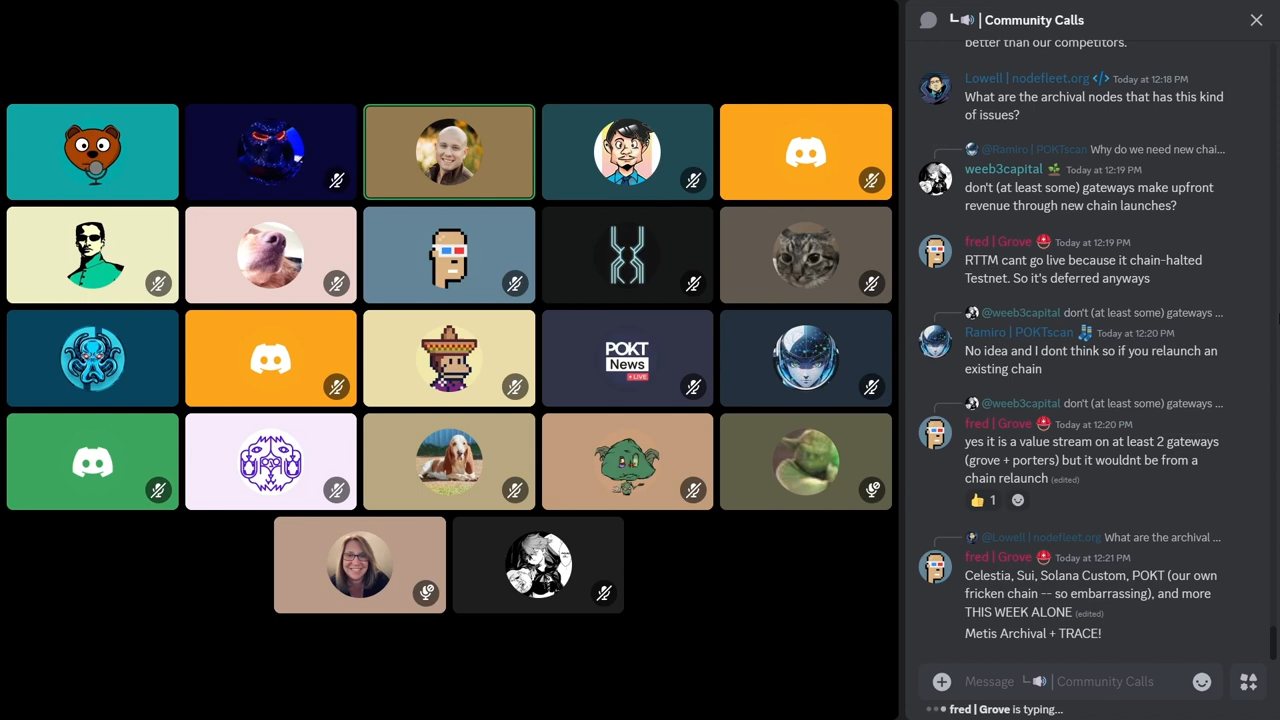 POKT
News
LIVE
Community Calls
better than our competitors.
Lowell | nodefleet.org </> Today at 12:18 PM
What are the archival nodes that has this kind
of issues?
@Ramiro | POKTscan Why do we need new chai...
weeb3capital Today at 12:19 PM
don't (at least some) gateways make upfront
revenue through new chain launches?
fred | Grove Today at 12:19 PM
RTTM cant go live because it chain-halted
Testnet. So it's deferred anyways
@weeb3capital don't (at least some) gateways ...
Ramiro | POKTscan Today at 12:20 PM
No idea and I dont think so if you relaunch an
existing chain
@weeb3capital don't (at least some) gateways ...
fred | Grove Today at 12:20 PM
yes it is a value stream on at least 2 gateways
(grove + porters) but it wouldnt be from a
chain relaunch (edited)
1
@Lowell | nodefleet.org What are the archival ...
fred | Grove Today at 12:21 PM
Celestia, Sui, Solana Custom, POKT (our own
fricken chain -- so embarrassing), and more
THIS WEEK ALONE (edited)
Metis Archival + TRACE!
Message | Community Calls
fred | Grove is typing...